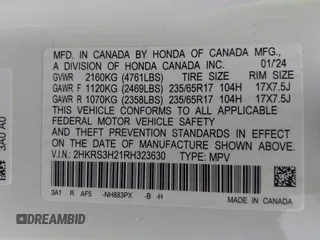 MFD. IN CANADA BY HONDA OF CANADA MFG.,
A DIVISION OF HONDA CANADA INC. 01/'24
GVWR 2160KG (4761LBS) TIRE SIZE RIM SIZE
GAWR F 1120KG (2469LBS) 235/65R17 104H 17X7.5J
GAWR R 1070KG (2358LBS) 235/65R17 104H 17X7.5J
THIS VEHICLE CONFORMS TO ALL APPLICABLE
FEDERAL MOTOR VEHICLE SAFETY AND
THEFT PREVENTION STANDARDS IN EFFECT ON
THE DATE OF MANUFACTURE SHOWN ABOVE.
V.I.N: 2HKRS3H21RH323630 TYPE: MPV
3A1 R AF5 -NH883PX -B -H
DREAMBID